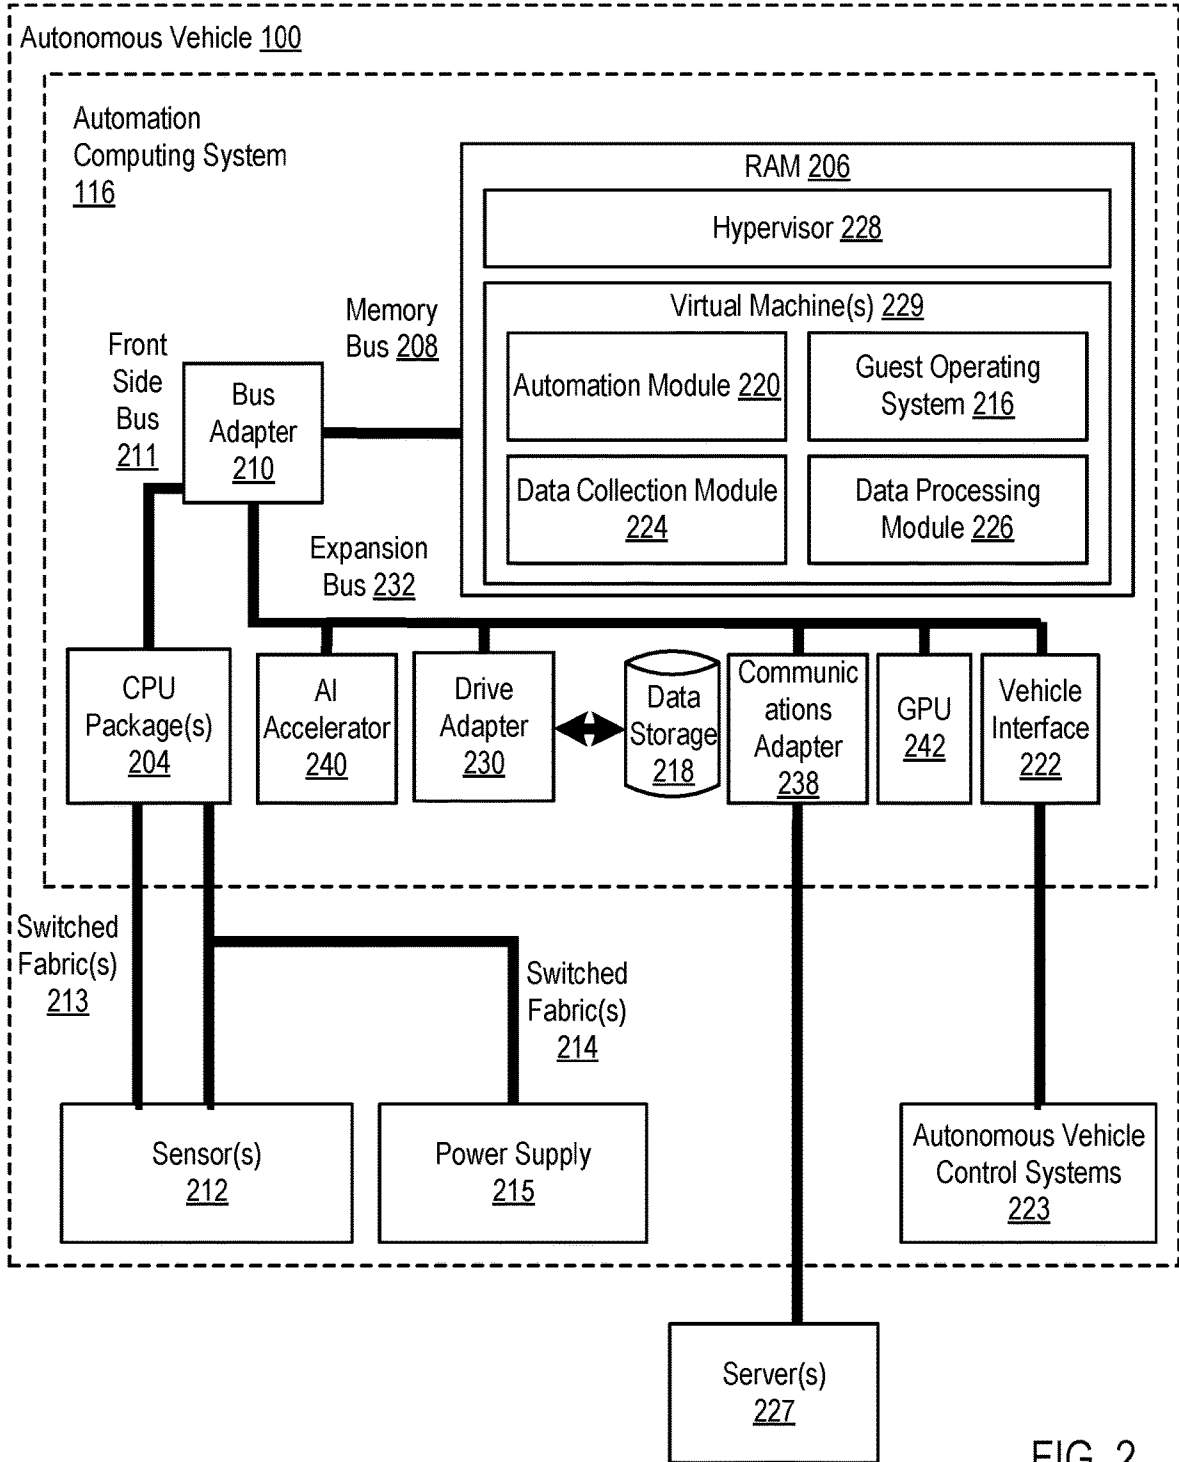 Autonomous Vehicle 100
Automation
Computing System
116
RAM 206
Hypervisor 228
Virtual Machine(s) 229
Automation Module 220
Guest Operating
System 216
Data Collection Module
224
Data Processing
Module 226
Memory
Bus 208
Front
Side
Bus
211
Bus
Adapter
210
Expansion
Bus 232
CPU
Package(s)
204
AI
Accelerator
240
Drive
Adapter
230
Data
Storage
218
Communic
ations
Adapter
238
GPU
242
Vehicle
Interface
222
Switched
Fabric(s)
213
Switched
Fabric(s)
214
Sensor(s)
212
Power Supply
215
Autonomous Vehicle
Control Systems
223
Server(s)
227
FIG. 2